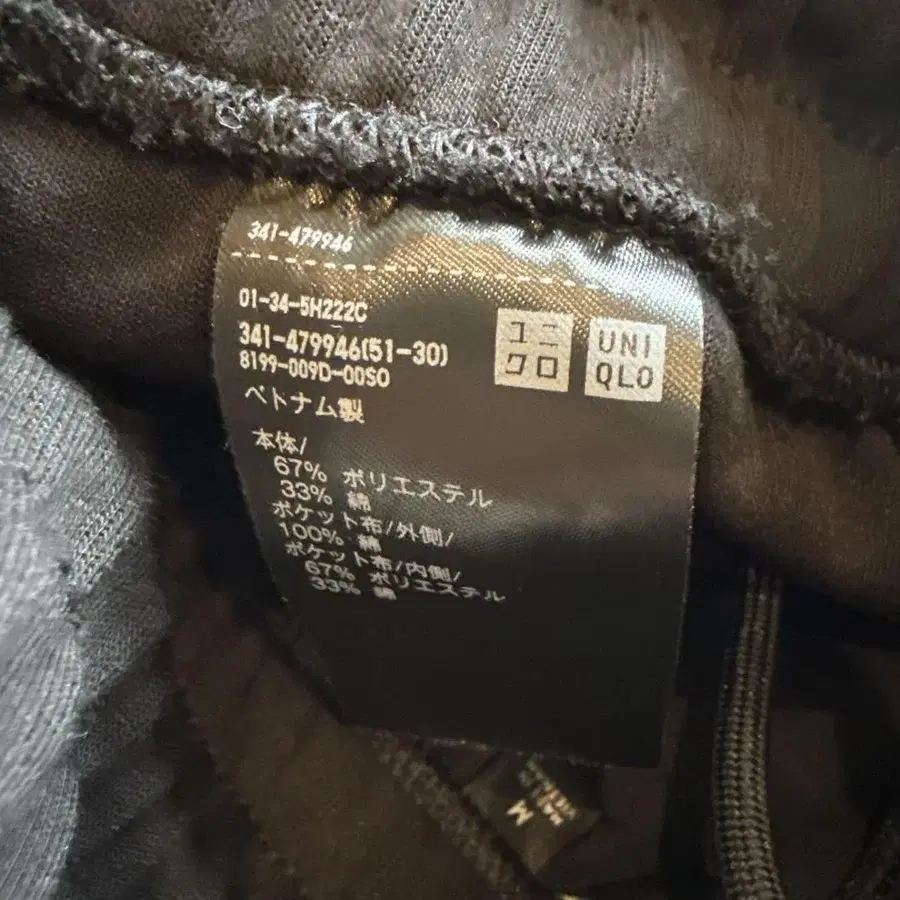 341-479946
01-34-5H222C
341-479946(51-30)
8199-009D-00SO
ベトナム製
ユニ
クロ
UNI
QLO
本体/
67% ポリエステル
33% 綿
ポケット布/外側/
100% 綿
ポケット布/内側/
67% ポリエステル
33% 綿
M